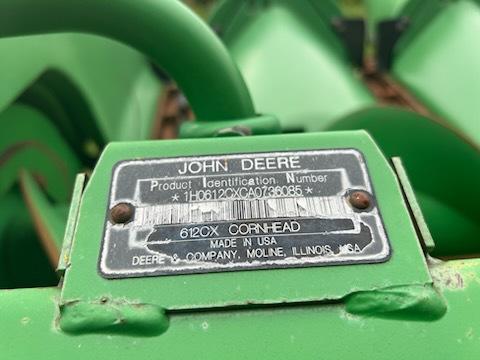 JOHN DEERE
Product Identification Number
*1H0612CXCA0736085*
612CX CORNHEAD
MADE IN USA
DEERE & COMPANY, MOLINE, ILLINOIS, USA